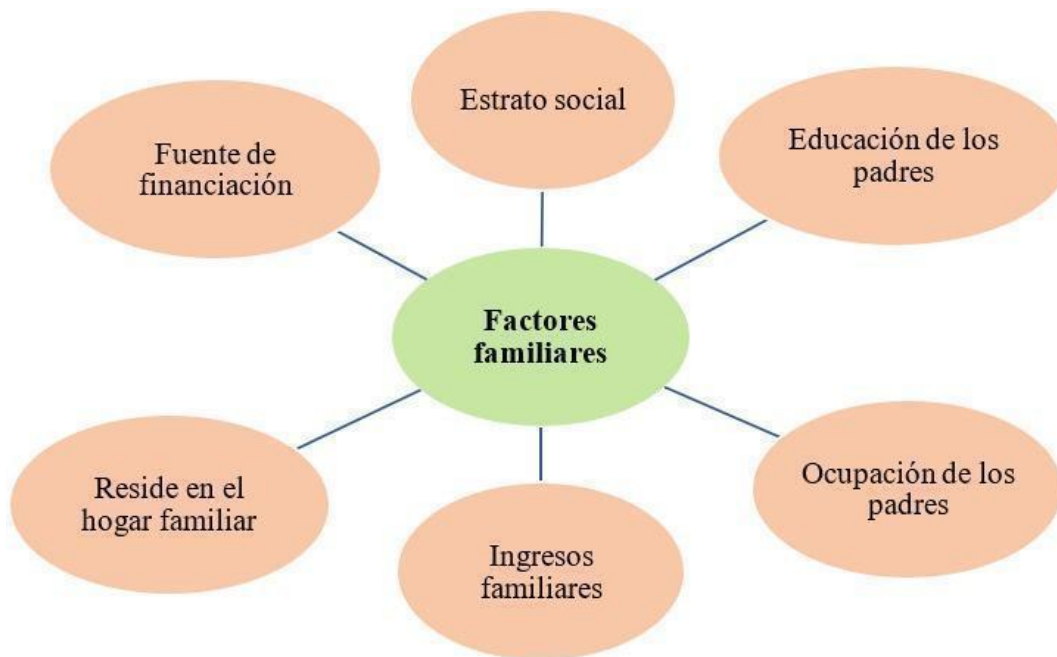 Estrato social
Fuente de
financiación
Educación de los
padres
Factores
familiares
Reside en el
hogar familiar
Ocupación de los
padres
Ingresos
familiares